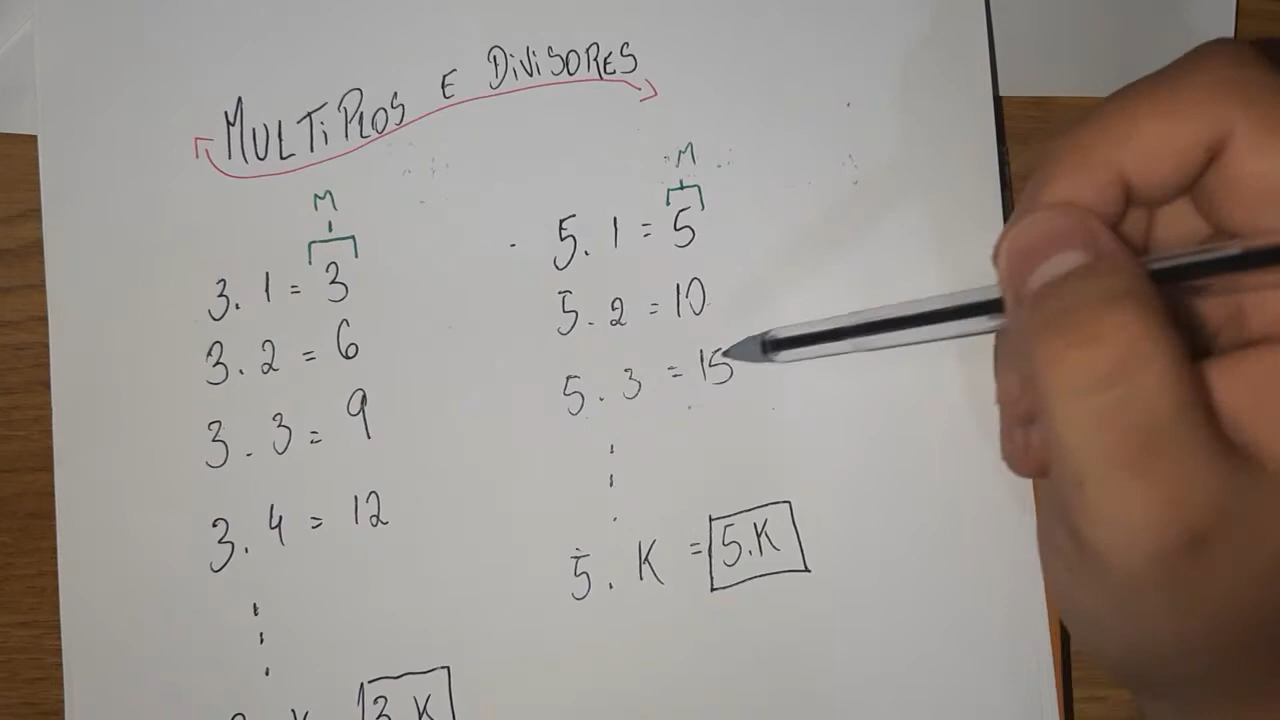 MULTIPLOS E DIVISORES
M
3. 1 = 3
3. 2 = 6
3. 3 = 9
3. 4 = 12
3. K = 3.K
M
5. 1 = 5
5. 2 = 10
5. 3 = 15
5. K = 5.K